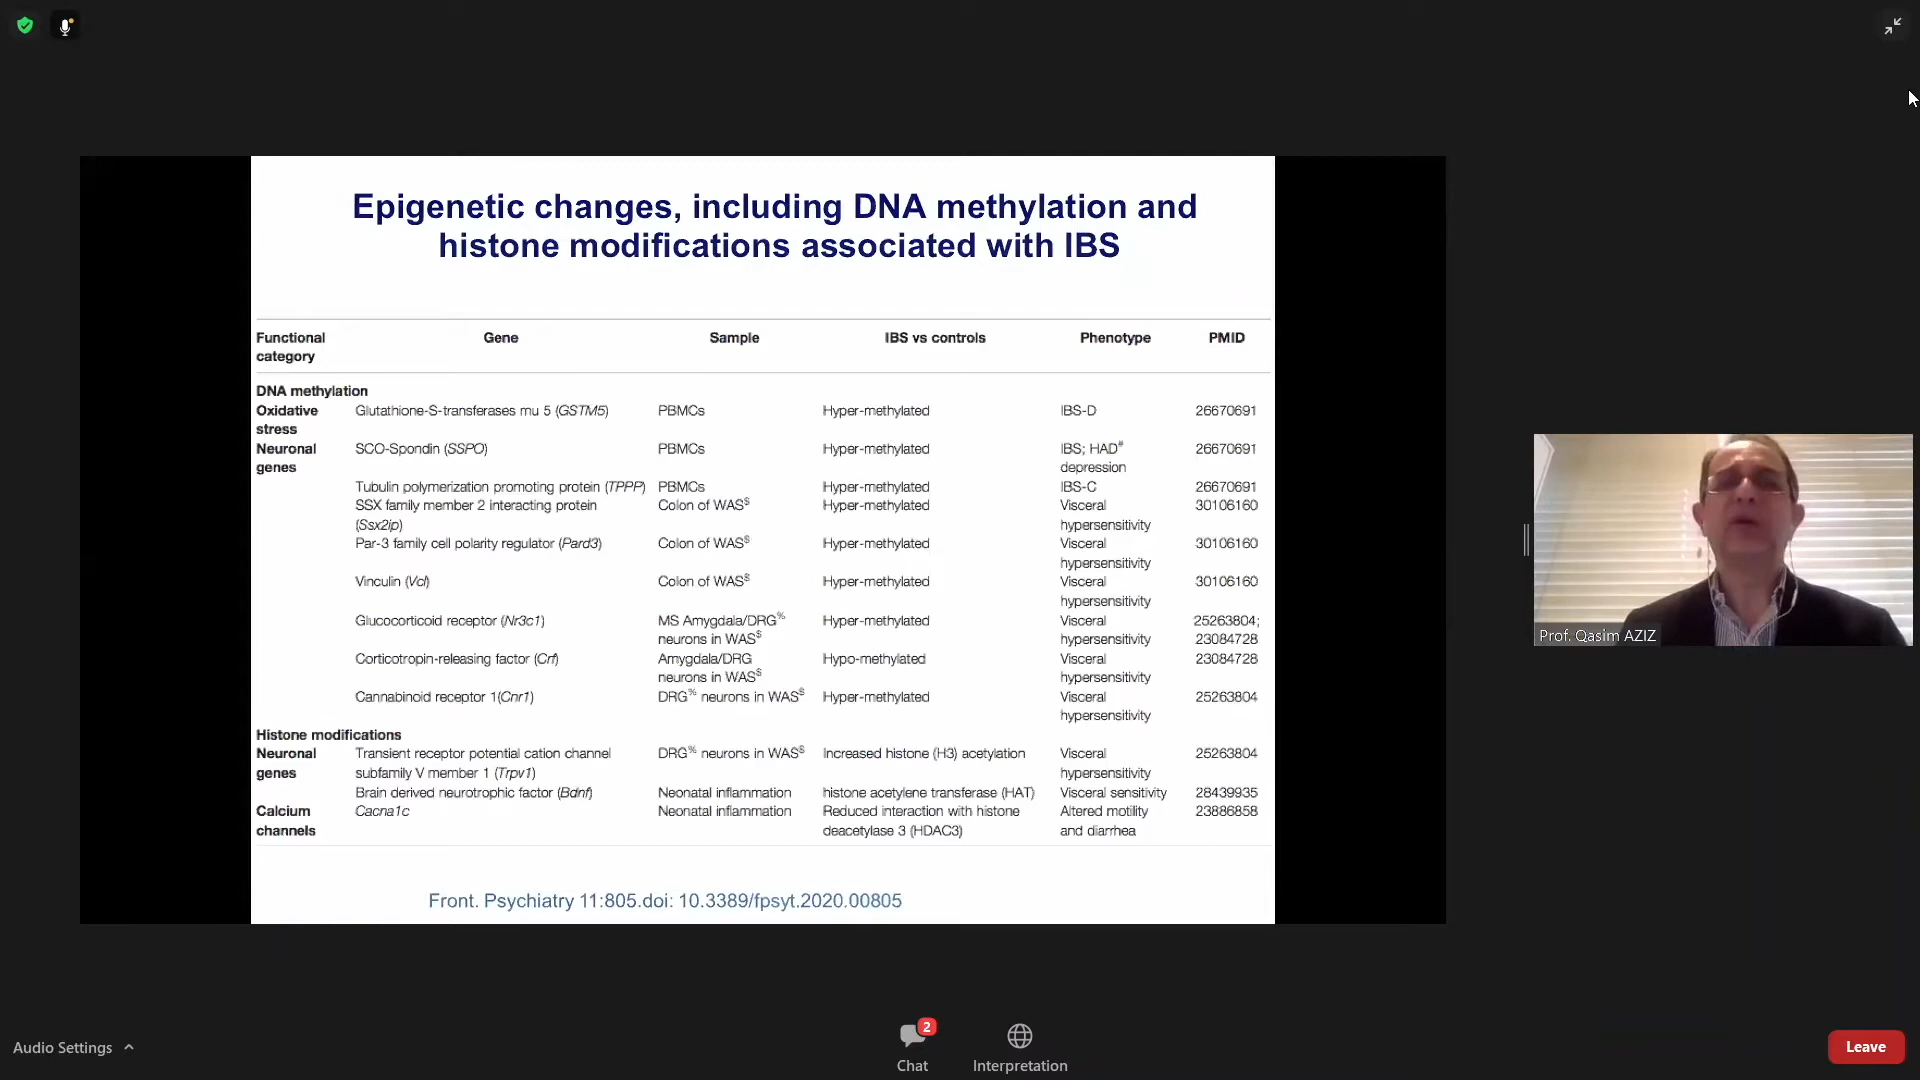 Epigenetic changes, including DNA methylation and
histone modifications associated with IBS
Functional category Gene Sample IBS vs controls Phenotype PMID
DNA methylation
Oxidative stress Glutathione-S-transferases mu 5 (GSTM5) PBMCs Hyper-methylated IBS-D 26670691
Neuronal genes SCO-Spondin (SSPO) PBMCs Hyper-methylated IBS; HAD# depression 26670691
Tubulin polymerization promoting protein (TPPP) PBMCs Hyper-methylated IBS-C 26670691
SSX family member 2 interacting protein (Ssx2ip) Colon of WAS$ Hyper-methylated Visceral hypersensitivity 30106160
Par-3 family cell polarity regulator (Pard3) Colon of WAS$ Hyper-methylated Visceral hypersensitivity 30106160
Vinculin (Vcl) Colon of WAS$ Hyper-methylated Visceral hypersensitivity 30106160
Glucocorticoid receptor (Nr3c1) MS Amygdala/DRG% neurons in WAS$ Hyper-methylated Visceral hypersensitivity 25263804; 23084728
Corticotropin-releasing factor (Crf) Amygdala/DRG neurons in WAS$ Hypo-methylated Visceral hypersensitivity 23084728
Cannabinoid receptor 1(Cnr1) DRG% neurons in WAS$ Hyper-methylated Visceral hypersensitivity 25263804
Histone modifications
Neuronal genes Transient receptor potential cation channel subfamily V member 1 (Trpv1) DRG% neurons in WAS$ Increased histone (H3) acetylation Visceral hypersensitivity 25263804
Brain derived neurotrophic factor (Bdnf) Neonatal inflammation histone acetylene transferase (HAT) Visceral sensitivity 28439935
Calcium channels Cacna1c Neonatal inflammation Reduced interaction with histone deacetylase 3 (HDAC3) Altered motility and diarrhea 23886858
Front. Psychiatry 11:805.doi: 10.3389/fpsyt.2020.00805
Prof. Qasim AZIZ
Audio Settings
2
Chat
Interpretation
Leave